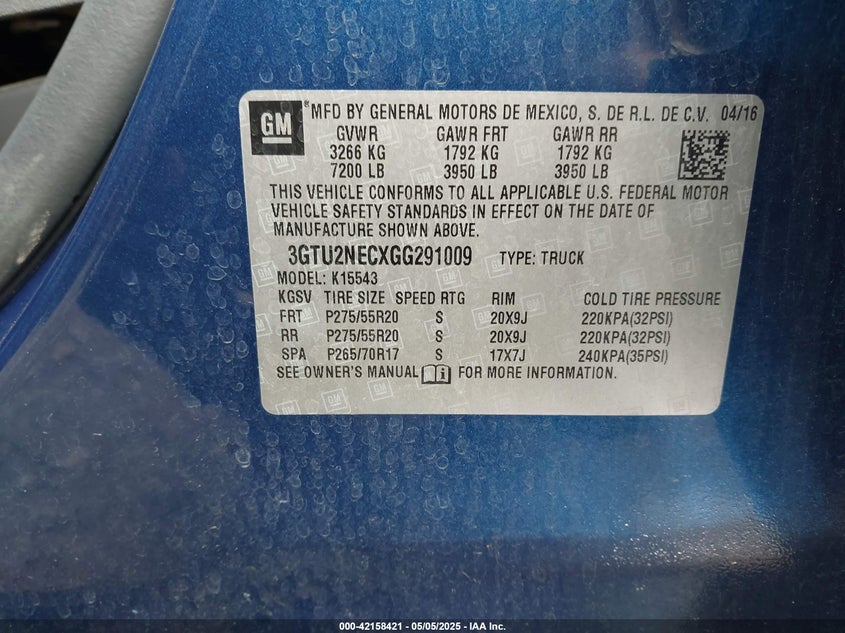 GM
MFD BY GENERAL MOTORS DE MEXICO, S. DE R.L. DE C.V. 04/16
GVWR GAWR FRT GAWR RR
3266 KG 1792 KG 1792 KG
7200 LB 3950 LB 3950 LB
THIS VEHICLE CONFORMS TO ALL APPLICABLE U.S. FEDERAL MOTOR
VEHICLE SAFETY STANDARDS IN EFFECT ON THE DATE OF
MANUFACTURE SHOWN ABOVE.
3GTU2NECXGG291009 TYPE: TRUCK
MODEL: K15543
KGSV TIRE SIZE SPEED RTG RIM COLD TIRE PRESSURE
FRT P275/55R20 S 20X9J 220KPA(32PSI)
RR P275/55R20 S 20X9J 220KPA(32PSI)
SPA P265/70R17 S 17X7J 240KPA(35PSI)
SEE OWNER'S MANUAL FOR MORE INFORMATION.
000-42158421 - 05/05/2025 - IAA Inc.